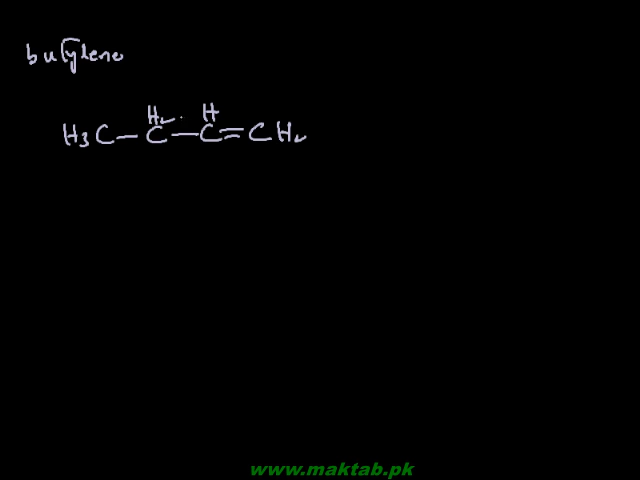 butylene
H₂ H
H₃C — C — C = CH₂
www.maktab.pk